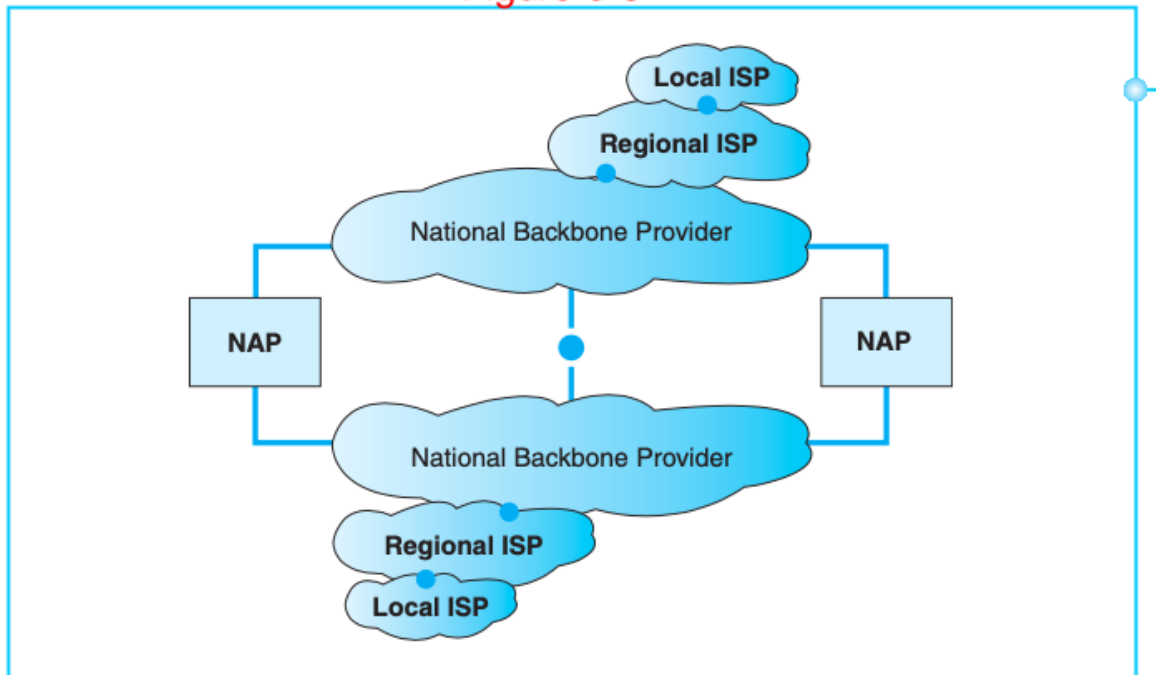 Local ISP
Regional ISP
National Backbone Provider
NAP
NAP
National Backbone Provider
Regional ISP
Local ISP